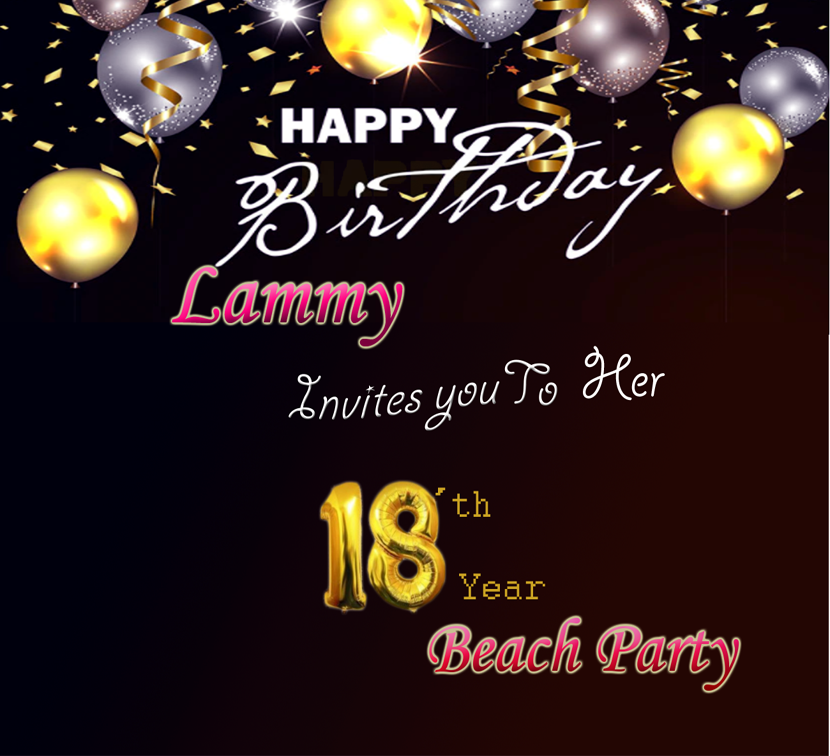 HAPPY
Birthday
Lammy
Invites you To Her
18'th
Year
Beach Party